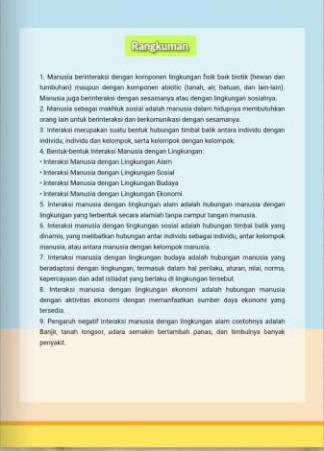 Rangkuman
1. Manusia berinteraksi dengan komponen lingkungan fisik baik biotik (hewan dan
tumbuhan) maupun dengan komponen abiotic (tanah, air, batuan, dan lain-lain).
Manusia juga berinteraksi dengan sesamanya atau dengan lingkungan sosialnya.
2. Manusia sebagai makhluk sosial adalah manusia dalam hidupnya membutuhkan
orang lain untuk berinteraksi dan berkomunikasi dengan sesamanya.
3. Interaksi merupakan suatu bentuk hubungan timbal balik antara individu dengan
individu, individu dan kelompok, serta kelompok dengan kelompok.
4. Bentuk-bentuk Interaksi Manusia dengan Lingkungan:
• Interaksi Manusia dengan Lingkungan Alam
• Interaksi Manusia dengan Lingkungan Sosial
• Interaksi Manusia dengan Lingkungan Budaya
• Interaksi Manusia dengan Lingkungan Ekonomi
5. Interaksi manusia dengan lingkungan alam adalah hubungan manusia dengan
lingkungan yang terbentuk secara alamiah tanpa campur tangan manusia.
6. Interaksi manusia dengan lingkungan sosial adalah hubungan timbal balik yang
dinamis, yang melibatkan hubungan antar individu sebagai individu, antar kelompok
manusia, atau antara manusia dengan kelompok manusia.
7. Interaksi manusia dengan lingkungan budaya adalah hubungan manusia yang
beradaptasi dengan lingkungan, termasuk dalam hal perilaku, aturan, nilai, norma,
kepercayaan dan adat istiadat yang berlaku di lingkungan tersebut.
8. Interaksi manusia dengan lingkungan ekonomi adalah hubungan manusia
dengan aktivitas ekonomi dengan memanfaatkan sumber daya ekonomi yang
tersedia.
9. Pengaruh negatif interaksi manusia dengan lingkungan alam contohnya adalah
Banjir, tanah longsor, udara semakin bertambah panas, dan timbulnya banyak
penyakit.